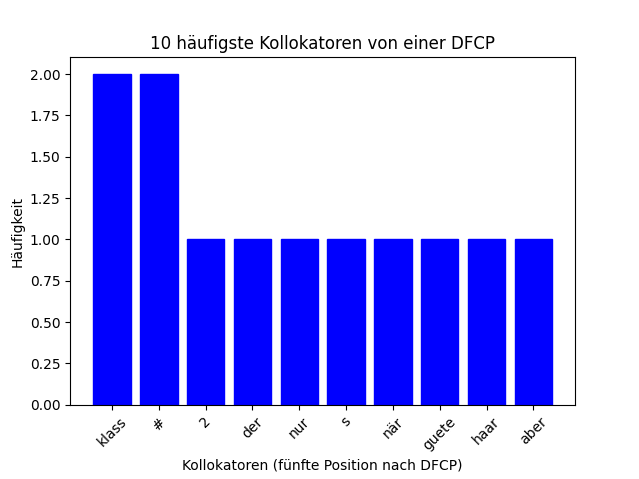 10 häufigste Kollokatoren von einer DFCP
Häufigkeit
2.00
1.75
1.50
1.25
1.00
0.75
0.50
0.25
0.00
klass # 2 der nur s när guete haar aber
Kollokatoren (fünfte Position nach DFCP)